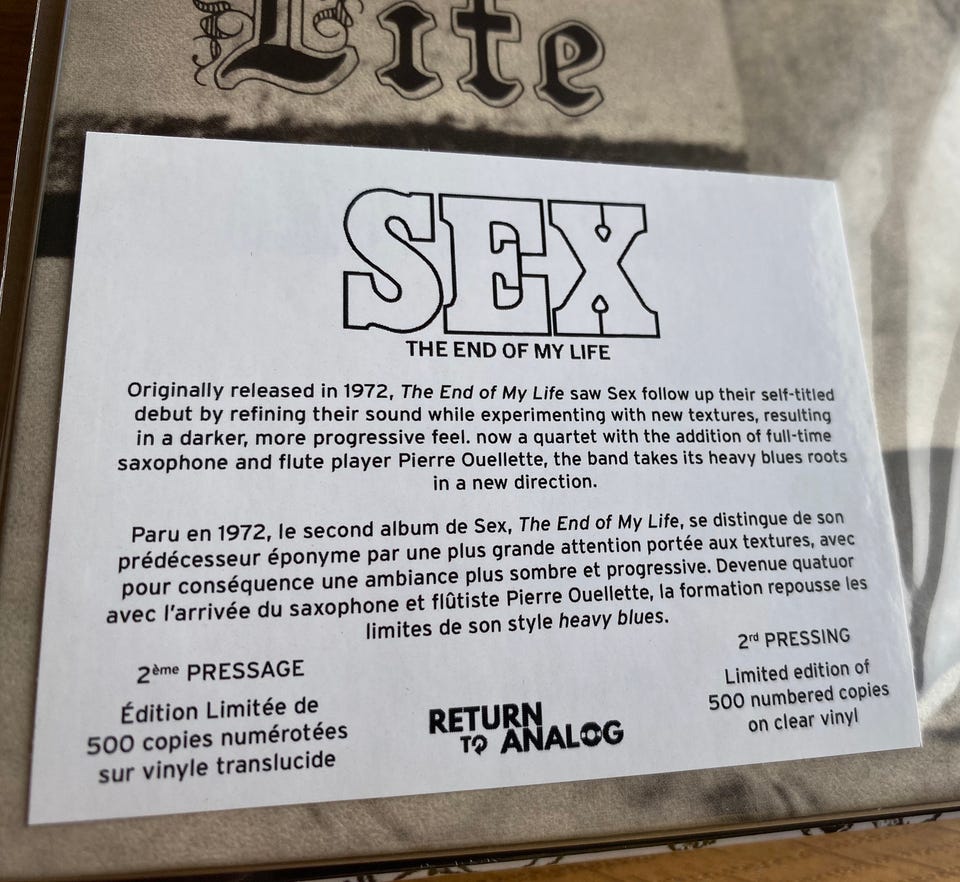 Life
SEX
THE END OF MY LIFE
Originally released in 1972, The End of My Life saw Sex follow up their self-titled
debut by refining their sound while experimenting with new textures, resulting
in a darker, more progressive feel. now a quartet with the addition of full-time
saxophone and flute player Pierre Ouellette, the band takes its heavy blues roots
in a new direction.
Paru en 1972, le second album de Sex, The End of My Life, se distingue de son
prédécesseur éponyme par une plus grande attention portée aux textures, avec
pour conséquence une ambiance plus sombre et progressive. Devenue quatuor
avec l'arrivée du saxophone et flûtiste Pierre Ouellette, la formation repousse les
limites de son style heavy blues.
2ème PRESSAGE
Édition Limitée de
500 copies numérotées
sur vinyle translucide
RETURN
TO ANALOG
2rd PRESSING
Limited edition of
500 numbered copies
on clear vinyl